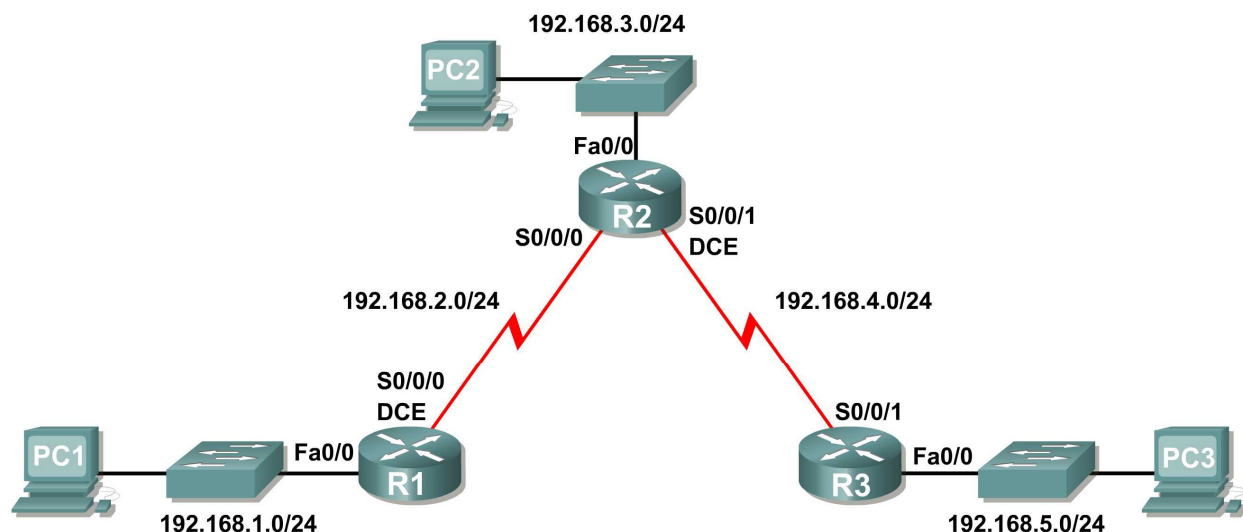 192.168.3.0/24
PC2
Fa0/0
R2
S0/0/0
S0/0/1
DCE
192.168.2.0/24
192.168.4.0/24
S0/0/0
DCE
S0/0/1
PC1
Fa0/0
R1
R3
Fa0/0
PC3
192.168.1.0/24
192.168.5.0/24